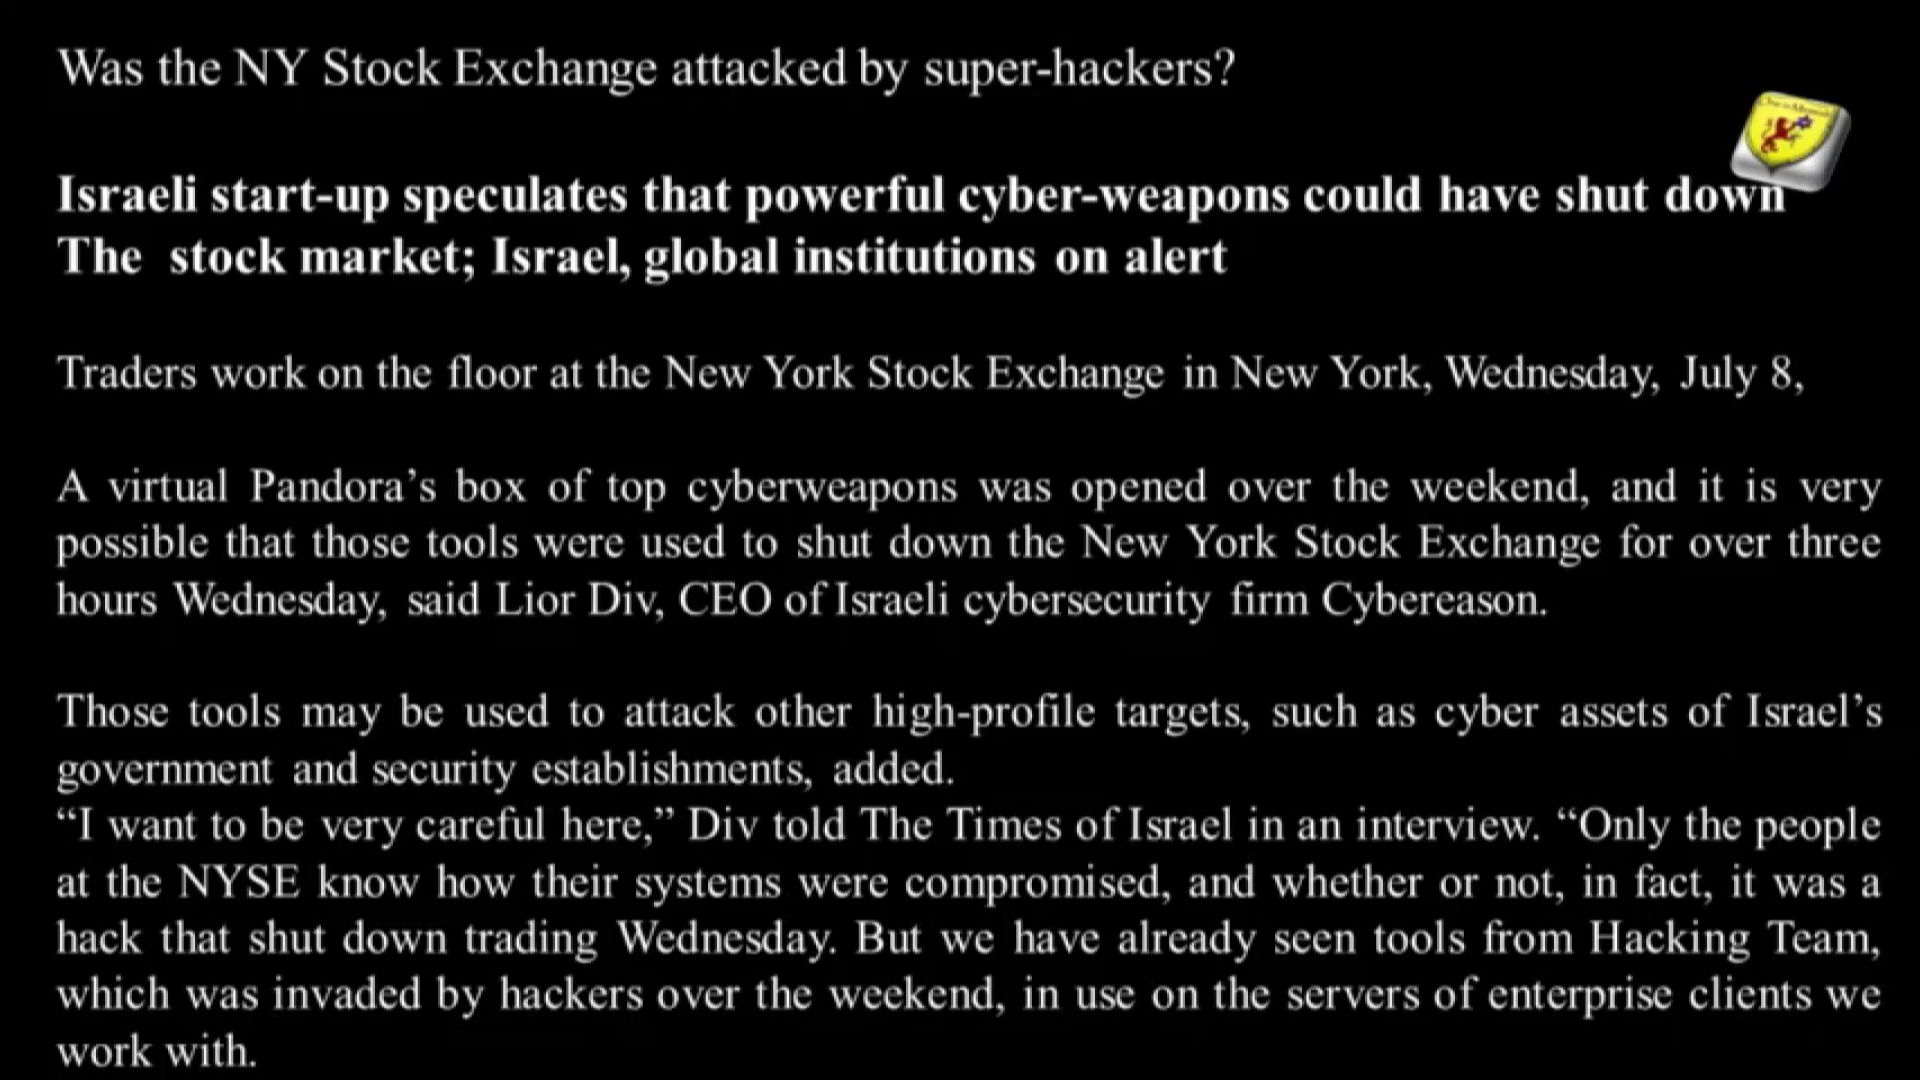 Was the NY Stock Exchange attacked by super-hackers?
Israeli start-up speculates that powerful cyber-weapons could have shut down
The stock market; Israel, global institutions on alert
Traders work on the floor at the New York Stock Exchange in New York, Wednesday, July 8,
A virtual Pandora’s box of top cyberweapons was opened over the weekend, and it is very
possible that those tools were used to shut down the New York Stock Exchange for over three
hours Wednesday, said Lior Div, CEO of Israeli cybersecurity firm Cybereason.
Those tools may be used to attack other high-profile targets, such as cyber assets of Israel’s
government and security establishments, added.
“I want to be very careful here,” Div told The Times of Israel in an interview. “Only the people
at the NYSE know how their systems were compromised, and whether or not, in fact, it was a
hack that shut down trading Wednesday. But we have already seen tools from Hacking Team,
which was invaded by hackers over the weekend, in use on the servers of enterprise clients we
work with.